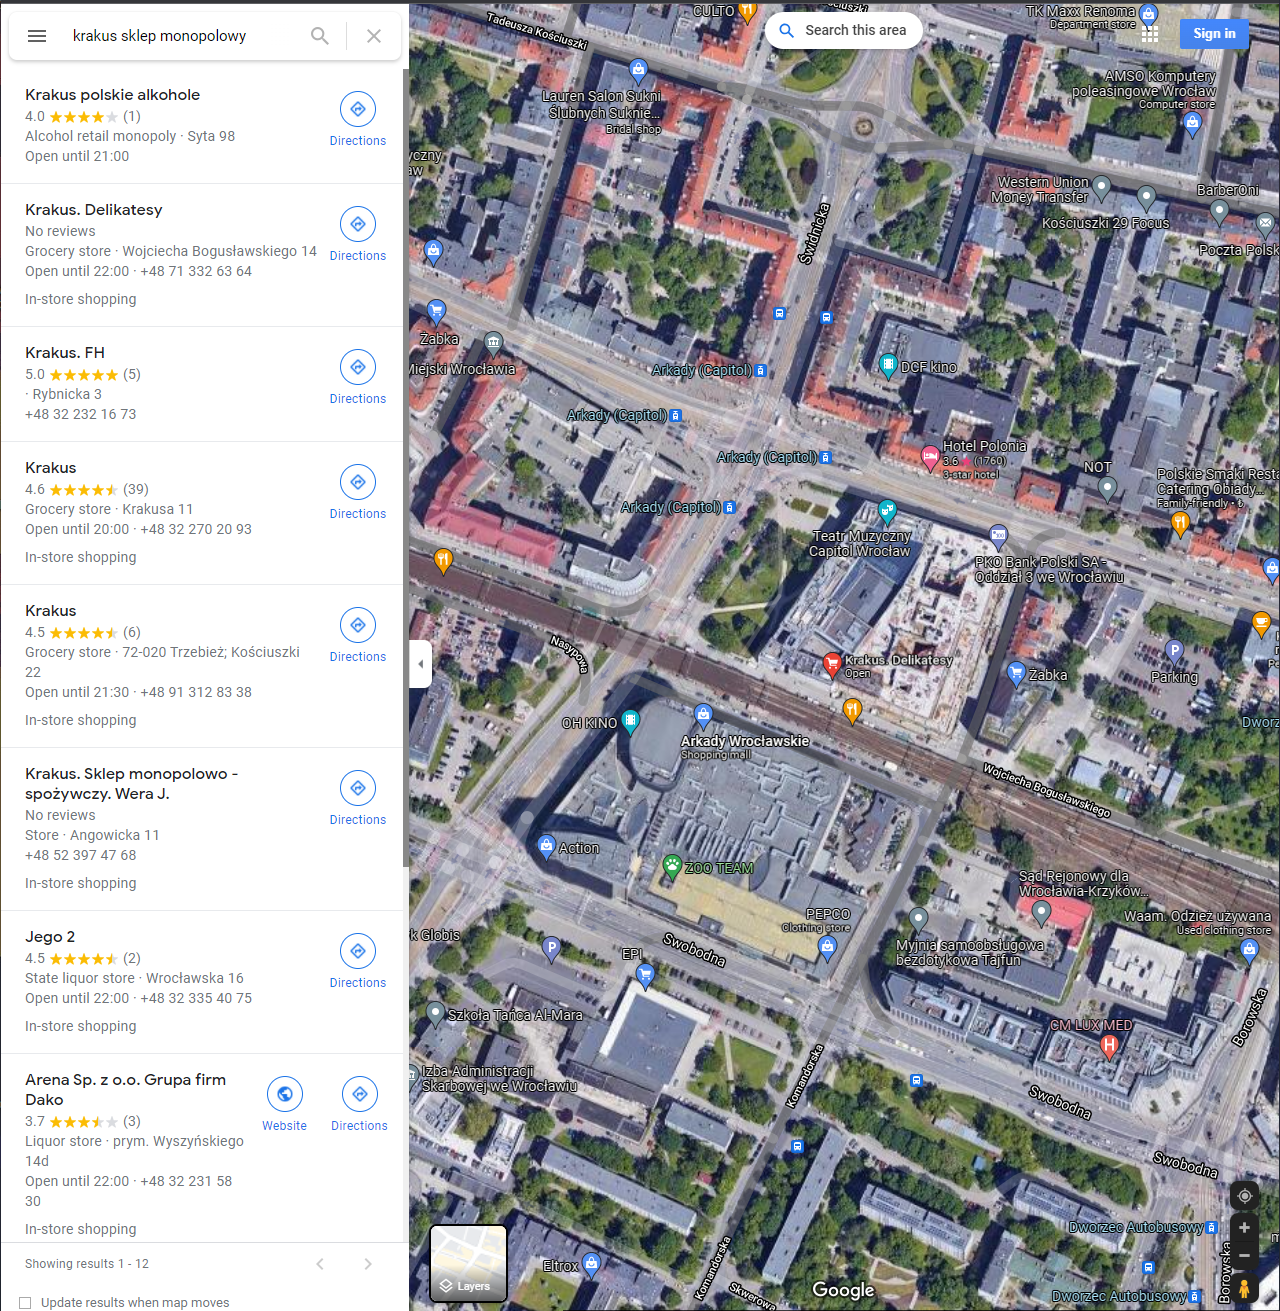 krakus sklep monopolowy
Krakus polskie alkohole
4.0 (1)
Alcohol retail monopoly · Syta 98
Open until 21:00
Directions
Krakus. Delikatesy
No reviews
Grocery store · Wojciecha Bogusławskiego 14
Open until 22:00 · +48 71 332 63 64
In-store shopping
Directions
Krakus. FH
5.0 (5)
· Rybnicka 3
+48 32 232 16 73
Directions
Krakus
4.6 (39)
Grocery store · Krakusa 11
Open until 20:00 · +48 32 270 20 93
In-store shopping
Directions
Krakus
4.5 (6)
Grocery store · 72-020 Trzebież; Kościuszki
22
Open until 21:30 · +48 91 312 83 38
In-store shopping
Directions
Krakus. Sklep monopolowo -
spożywczy. Wera J.
No reviews
Store · Angowicka 11
+48 52 397 47 68
In-store shopping
Directions
Jego 2
4.5 (2)
State liquor store · Wrocławska 16
Open until 22:00 · +48 32 335 40 75
In-store shopping
Directions
Arena Sp. z o.o. Grupa firm
Dako
3.7 (3)
Liquor store · prym. Wyszyńskiego
14d
Open until 22:00 · +48 32 231 58
30
In-store shopping
Website
Directions
Showing results 1 - 12
Update results when map moves
Tadeusza Kościuszki
CULTO
Search this area
TK Maxx Renoma
Department store
Sign in
Lauren Salon Sukni
Ślubnych Suknie...
Bridal shop
AMSO Komputery
poleasingowe Wrocław
Computer store
Western Union
Money Transfer
Kościuszki 29 Focus
BarberOni
Poczta Polsk
Świdnicka
Żabka
Miejski Wrocławia
Arkady (Capitol)
DCF kino
Arkady (Capitol)
Arkady (Capitol)
Hotel Polonia
3.6 (1760)
3-star hotel
NOT
Polskie Smaki Resta
Catering Obiady...
Family-friendly
Arkady (Capitol)
Teatr Muzyczny
Capitol Wrocław
PKO Bank Polski SA -
Oddział 3 we Wrocławiu
Nasypowa
Krakus. Delikatesy
Open
Żabka
P
Parking
OH KINO
Arkady Wrocławskie
Shopping mall
Dworz
Wojciecha Bogusławskiego
Action
ZOO TEAM
Sąd Rejonowy dla
Wrocławia-Krzyków...
PEPCO
Clothing store
Waam. Odzież używana
Used clothing store
k Globis
P
EPI
Swobodna
Myjnia samoobsługowa
bezdotykowa Tajfun
Szkoła Tańca Al-Mara
CM LUX MED
H
Borowska
Izba Administracji
Skarbowej we Wrocławiu
Komandorska
Swobodna
Swobodna
Dworzec Autobusowy
Komandorska
Eltrox
Skwerowa
Layers
Google
Borowska
Dworzec Autobusowy